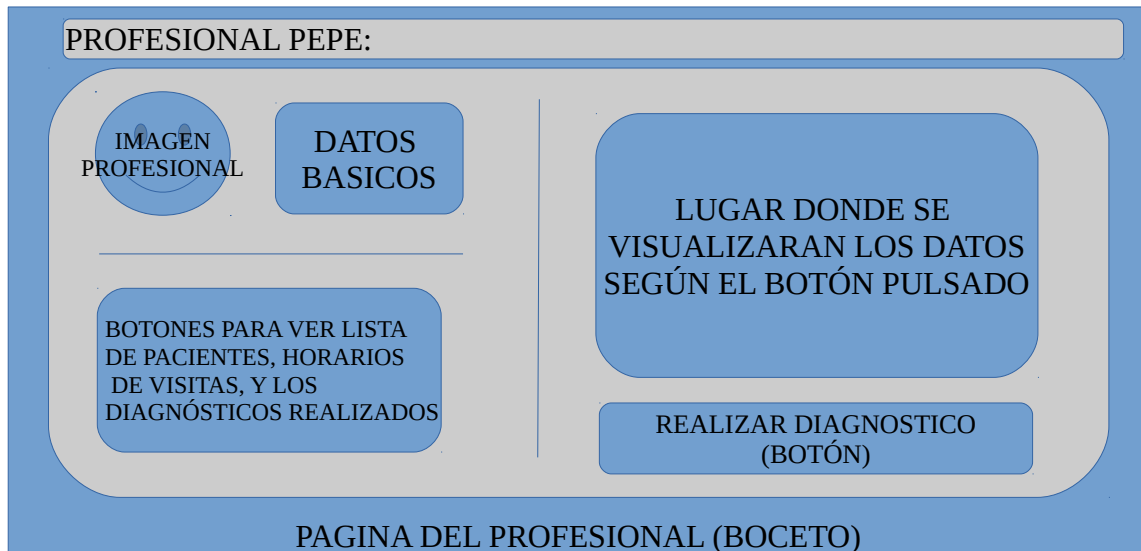 PROFESIONAL PEPE:
IMAGEN
PROFESIONAL
DATOS
BASICOS
BOTONES PARA VER LISTA
DE PACIENTES, HORARIOS
DE VISITAS, Y LOS
DIAGNÓSTICOS REALIZADOS
LUGAR DONDE SE
VISUALIZARAN LOS DATOS
SEGÚN EL BOTÓN PULSADO
REALIZAR DIAGNOSTICO
(BOTÓN)
PAGINA DEL PROFESIONAL (BOCETO)